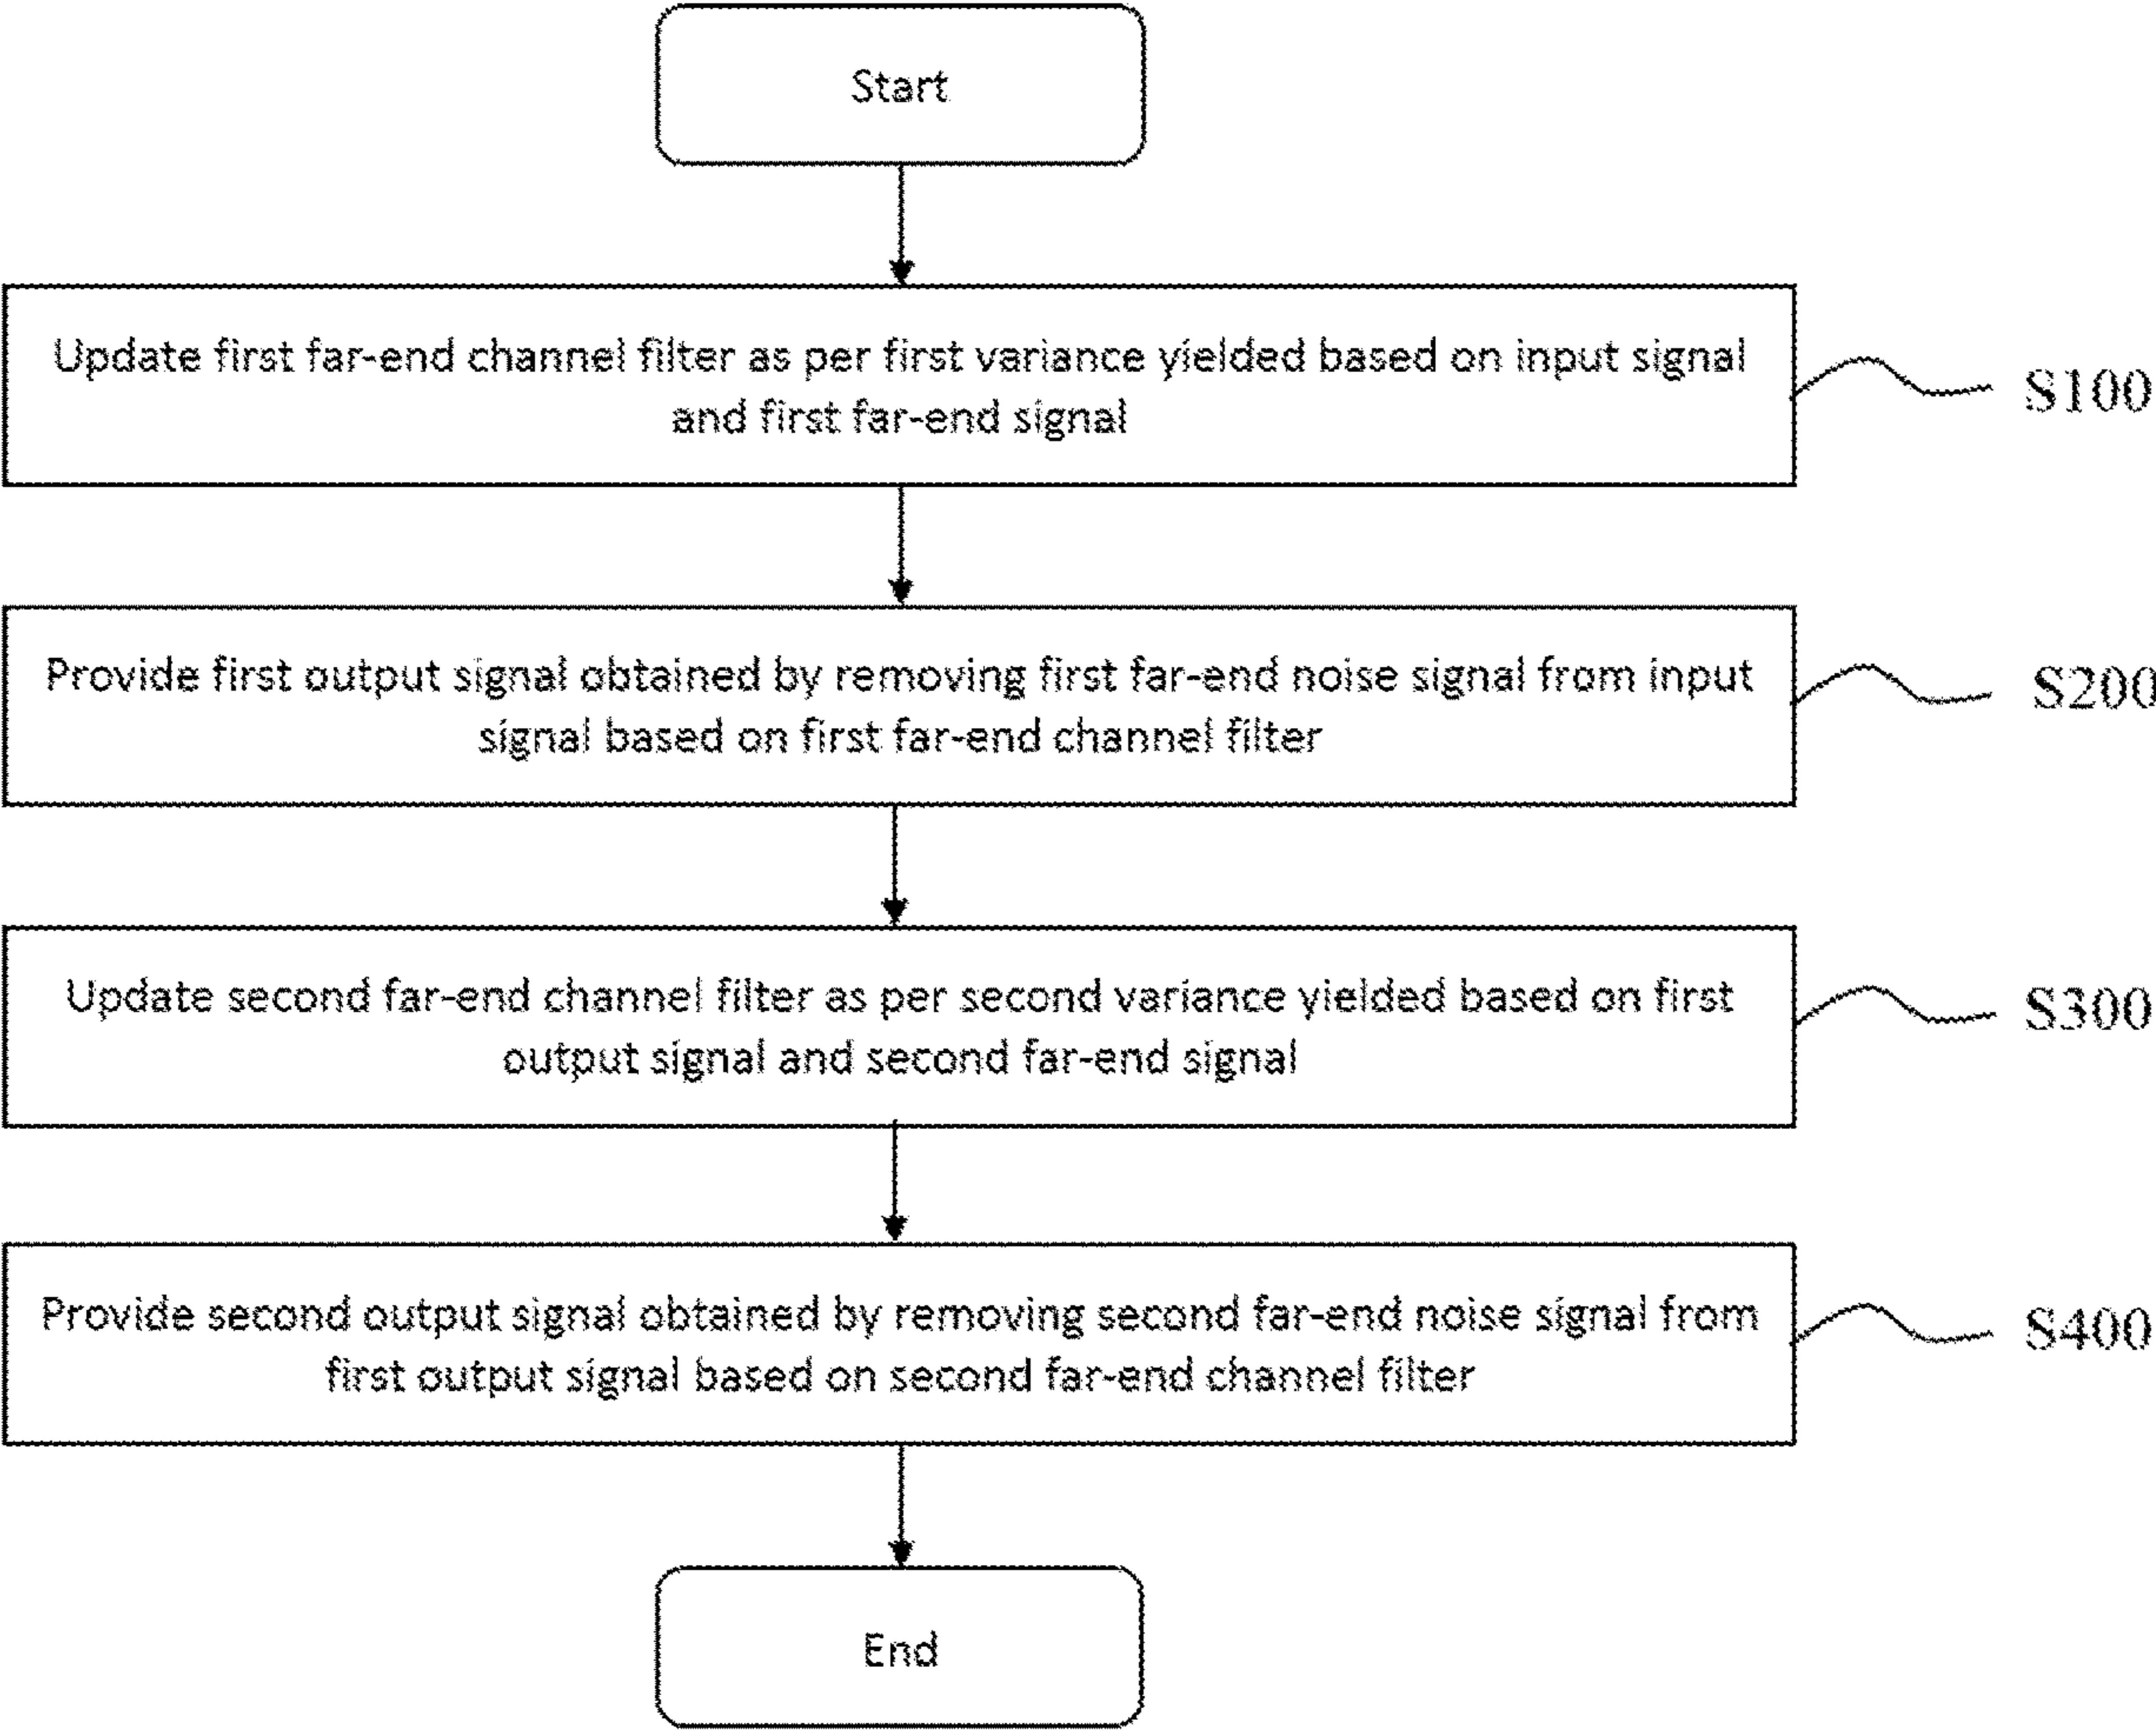 Start
Update first far-end channel filter as per first variance yielded based on input signal
and first far-end signal
S100
Provide first output signal obtained by removing first far-end noise signal from input
signal based on first far-end channel filter
S200
Update second far-end channel filter as per second variance yielded based on first
output signal and second far-end signal
S300
Provide second output signal obtained by removing second far-end noise signal from
first output signal based on second far-end channel filter
S400
End